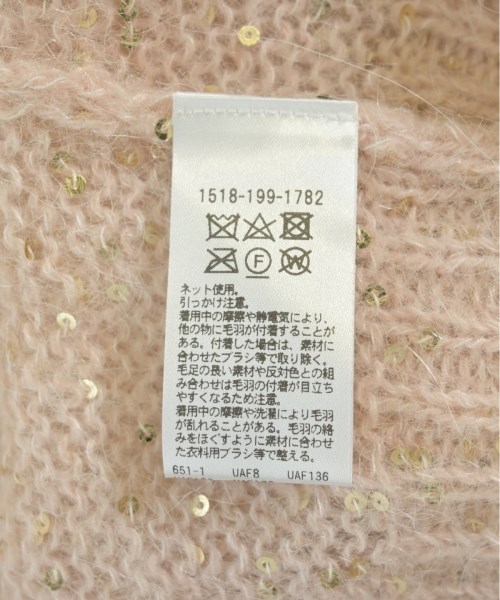 1518-199-1782
F W
ネット使用。
引っかけ注意。
着用中の摩擦や静電気により、
他の物に毛羽が付着することが
ある。付着した場合は、素材に
合わせたブラシ等で取り除く。
毛足の長い素材や反対色との組
み合わせは毛羽の付着が目立ち
やすくなるため注意。
着用中の摩擦や洗濯により毛羽
が乱れることがある。毛羽の絡
みをほぐすように素材に合わせ
た衣料用ブラシ等で整える。
651-1 UAF8 UAF136